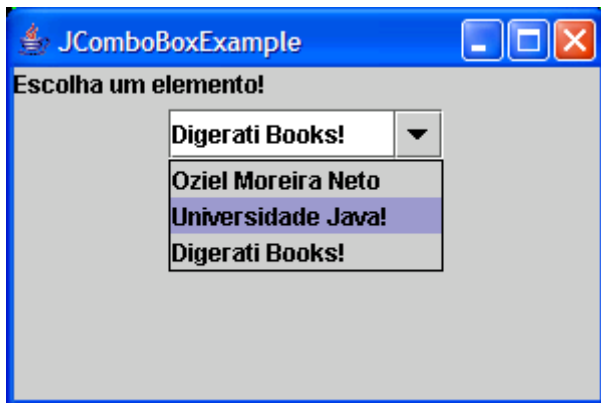 JComboBoxExample
Escolha um elemento!
Digerati Books!
Oziel Moreira Neto
Universidade Java!
Digerati Books!